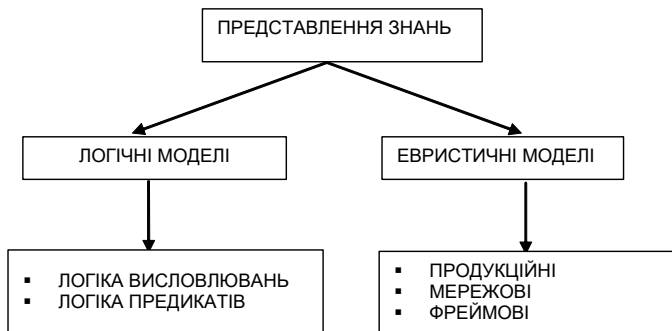 ПРЕДСТАВЛЕННЯ ЗНАНЬ
ЛОГІЧНІ МОДЕЛІ
ЕВРИСТИЧНІ МОДЕЛІ
▪ ЛОГІКА ВИСЛОВЛЮВАНЬ
▪ ЛОГІКА ПРЕДИКАТІВ
▪ ПРОДУКЦІЙНІ
▪ МЕРЕЖОВІ
▪ ФРЕЙМОВІ